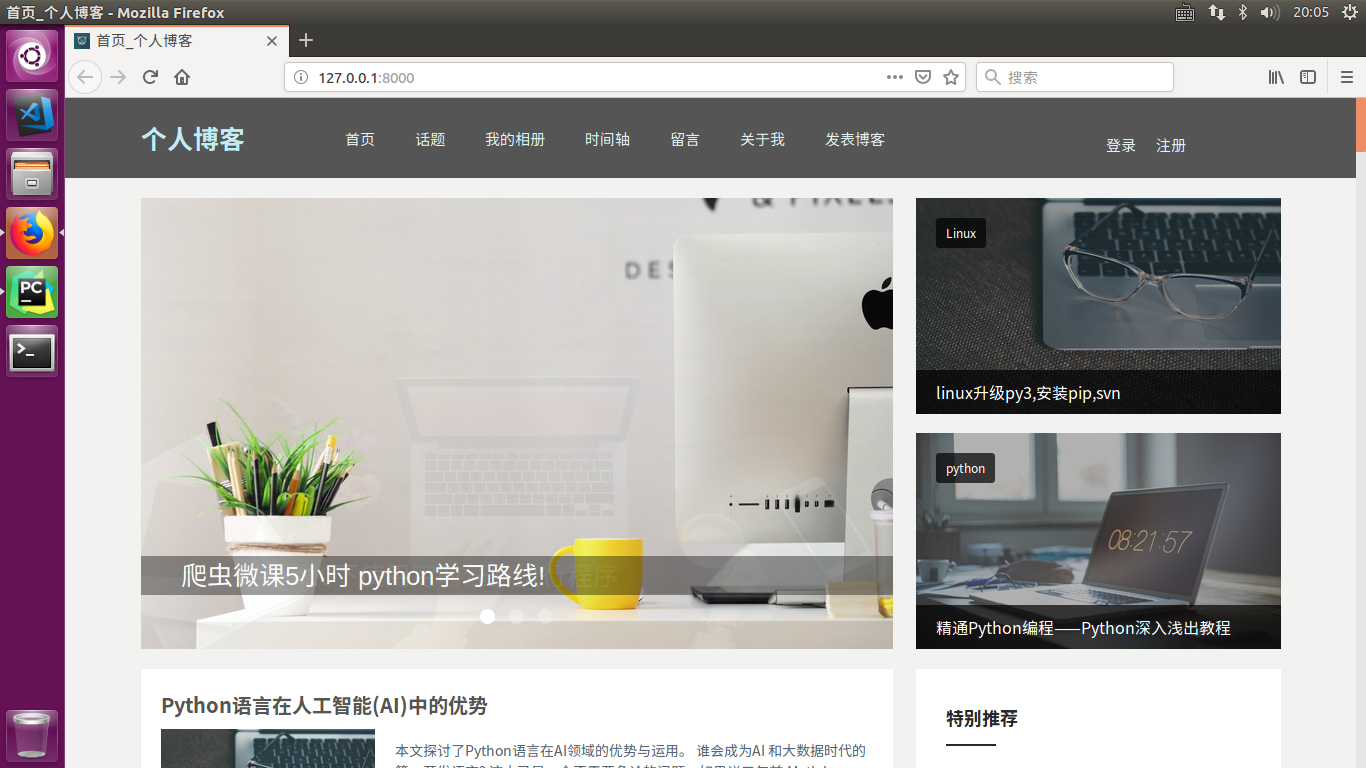 首页_个人博客 - Mozilla Firefox
20:05
首页_个人博客
127.0.0.1:8000
搜索
个人博客
首页 话题 我的相册 时间轴 留言 关于我 发表博客
登录 注册
DES
爬虫微课5小时 python学习路线!
Linux
linux升级py3,安装pip,svn
python
08:21:57
精通Python编程——Python深入浅出教程
Python语言在人工智能(AI)中的优势
本文探讨了Python语言在AI领域的优势与运用。 谁会成为AI 和大数据时代的
特别推荐
PC